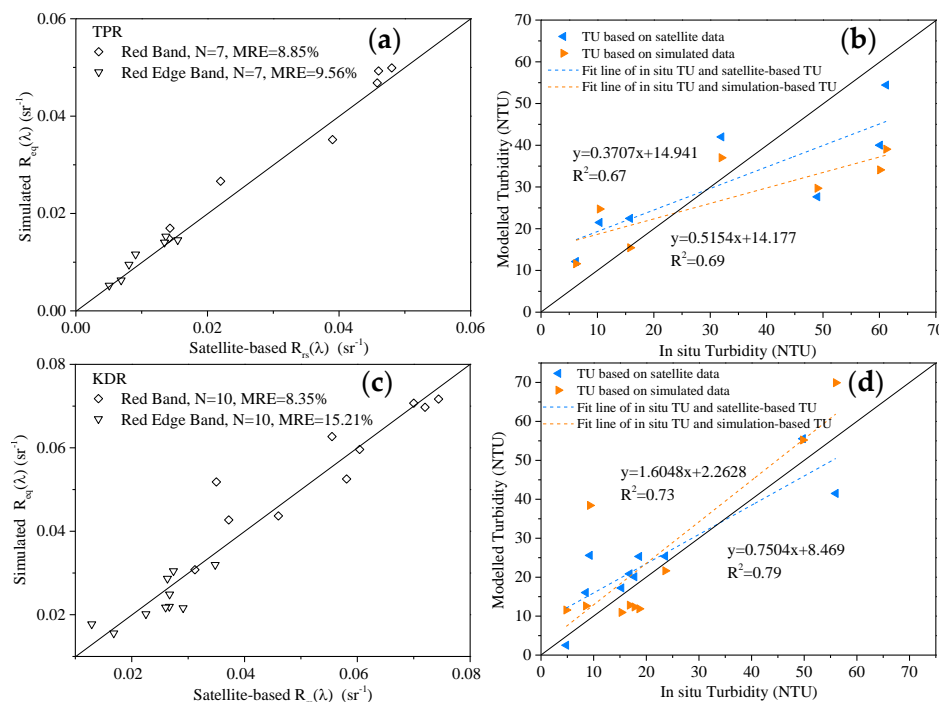 TPR
(a)
Red Band, N=7, MRE=8.85%
Red Edge Band, N=7, MRE=9.56%
Simulated Req(λ) (sr-1)
0.06
0.04
0.02
0.00
0.00 0.02 0.04 0.06
Satellite-based Rrs(λ) (sr-1)
(b)
TU based on satellite data
TU based on simulated data
Fit line of in situ TU and satellite-based TU
Fit line of in situ TU and simulation-based TU
y=0.3707x+14.941
R2=0.67
y=0.5154x+14.177
R2=0.69
Modelled Turbidity (NTU)
70
60
50
40
30
20
10
0
0 10 20 30 40 50 60 70
In situ Turbidity (NTU)
KDR
(c)
Red Band, N=10, MRE=8.35%
Red Edge Band, N=10, MRE=15.21%
Simulated Req(λ) (sr-1)
0.08
0.06
0.04
0.02
0.02 0.04 0.06 0.08
Satellite-based R (λ) (sr-1)
(d)
TU based on satellite data
TU based on simulated data
Fit line of in situ TU and satellite-based TU
Fit line of in situ TU and simulation-based TU
y=1.6048x+2.2628
R2=0.73
y=0.7504x+8.469
R2=0.79
Modelled Turbidity (NTU)
70
60
50
40
30
20
10
0
0 10 20 30 40 50 60 70
In situ Turbidity (NTU)